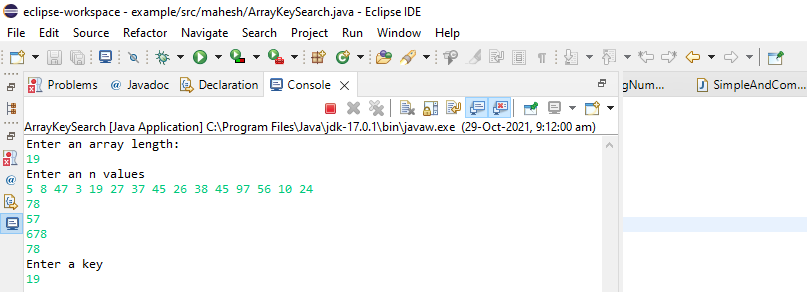 eclipse-workspace - example/src/mahesh/ArrayKeySearch.java - Eclipse IDE
File Edit Source Refactor Navigate Search Project Run Window Help
Problems @ Javadoc Declaration Console gNum... SimpleAndCom...
ArrayKeySearch [Java Application] C:\Program Files\Java\jdk-17.0.1\bin\javaw.exe (29-Oct-2021, 9:12:00 am)
Enter an array length:
19
Enter an n values
5 8 47 3 19 27 37 45 26 38 45 97 56 10 24
78
57
678
78
Enter a key
19